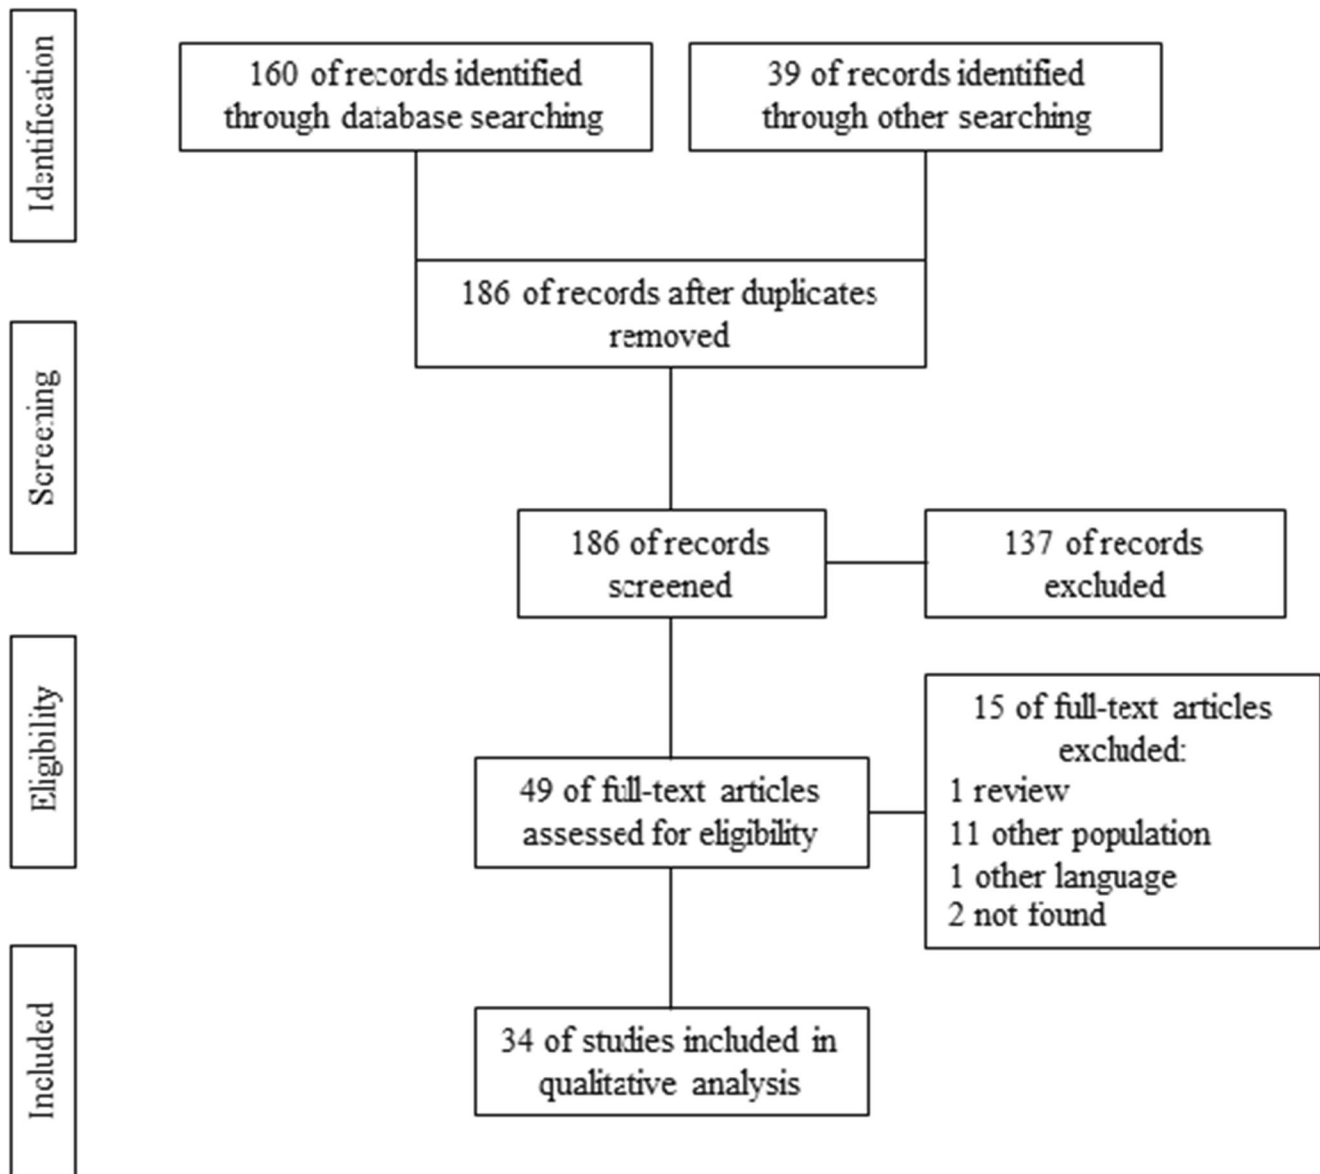 Identification
160 of records identified
through database searching
39 of records identified
through other searching
186 of records after duplicates
removed
Screening
186 of records
screened
137 of records
excluded
Eligibility
49 of full-text articles
assessed for eligibility
15 of full-text articles
excluded:
1 review
11 other population
1 other language
2 not found
Included
34 of studies included in
qualitative analysis